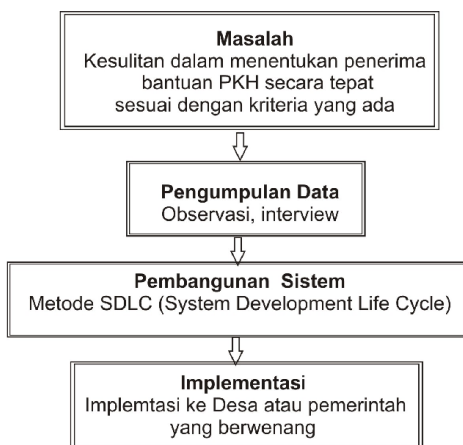 Masalah
Kesulitan dalam menentukan penerima
bantuan PKH secara tepat
sesuai dengan kriteria yang ada
Pengumpulan Data
Observasi, interview
Pembangunan Sistem
Metode SDLC (System Development Life Cycle)
Implementasi
Implemtasi ke Desa atau pemerintah
yang berwenang